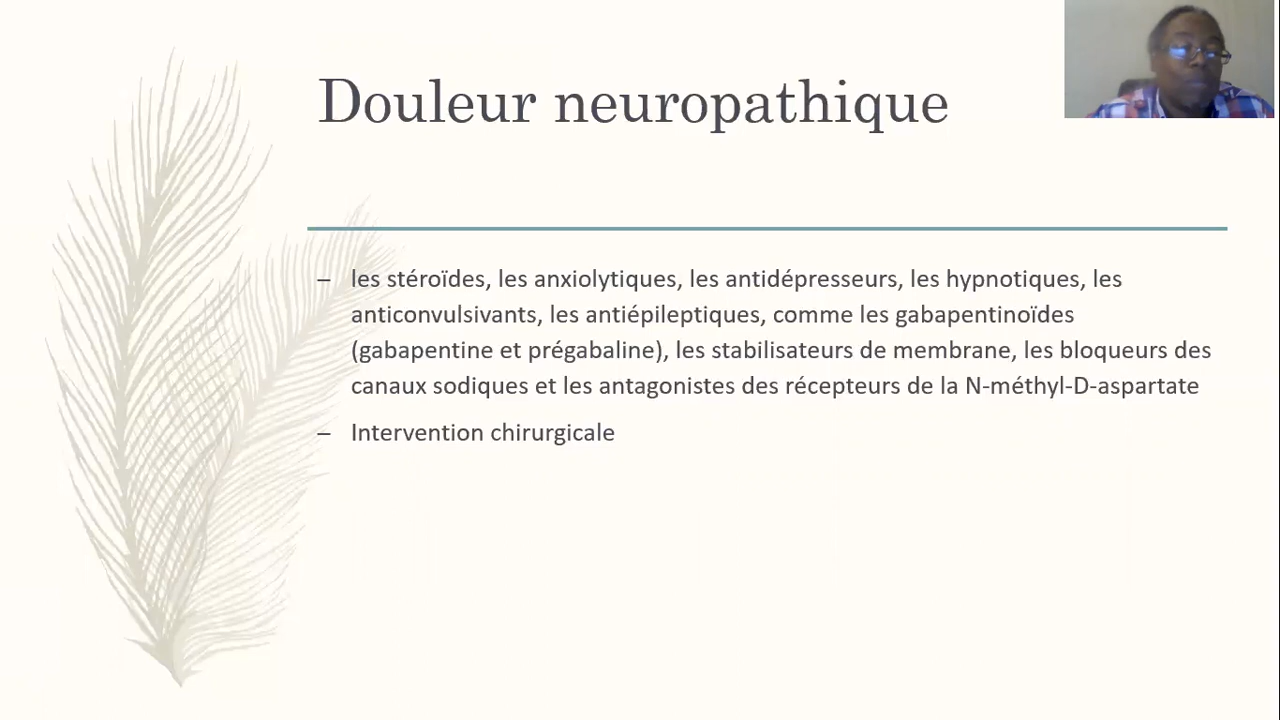 Douleur neuropathique
– les stéroïdes, les anxiolytiques, les antidépresseurs, les hypnotiques, les
anticonvulsivants, les antiépileptiques, comme les gabapentinoïdes
(gabapentine et prégabaline), les stabilisateurs de membrane, les bloqueurs des
canaux sodiques et les antagonistes des récepteurs de la N-méthyl-D-aspartate
– Intervention chirurgicale